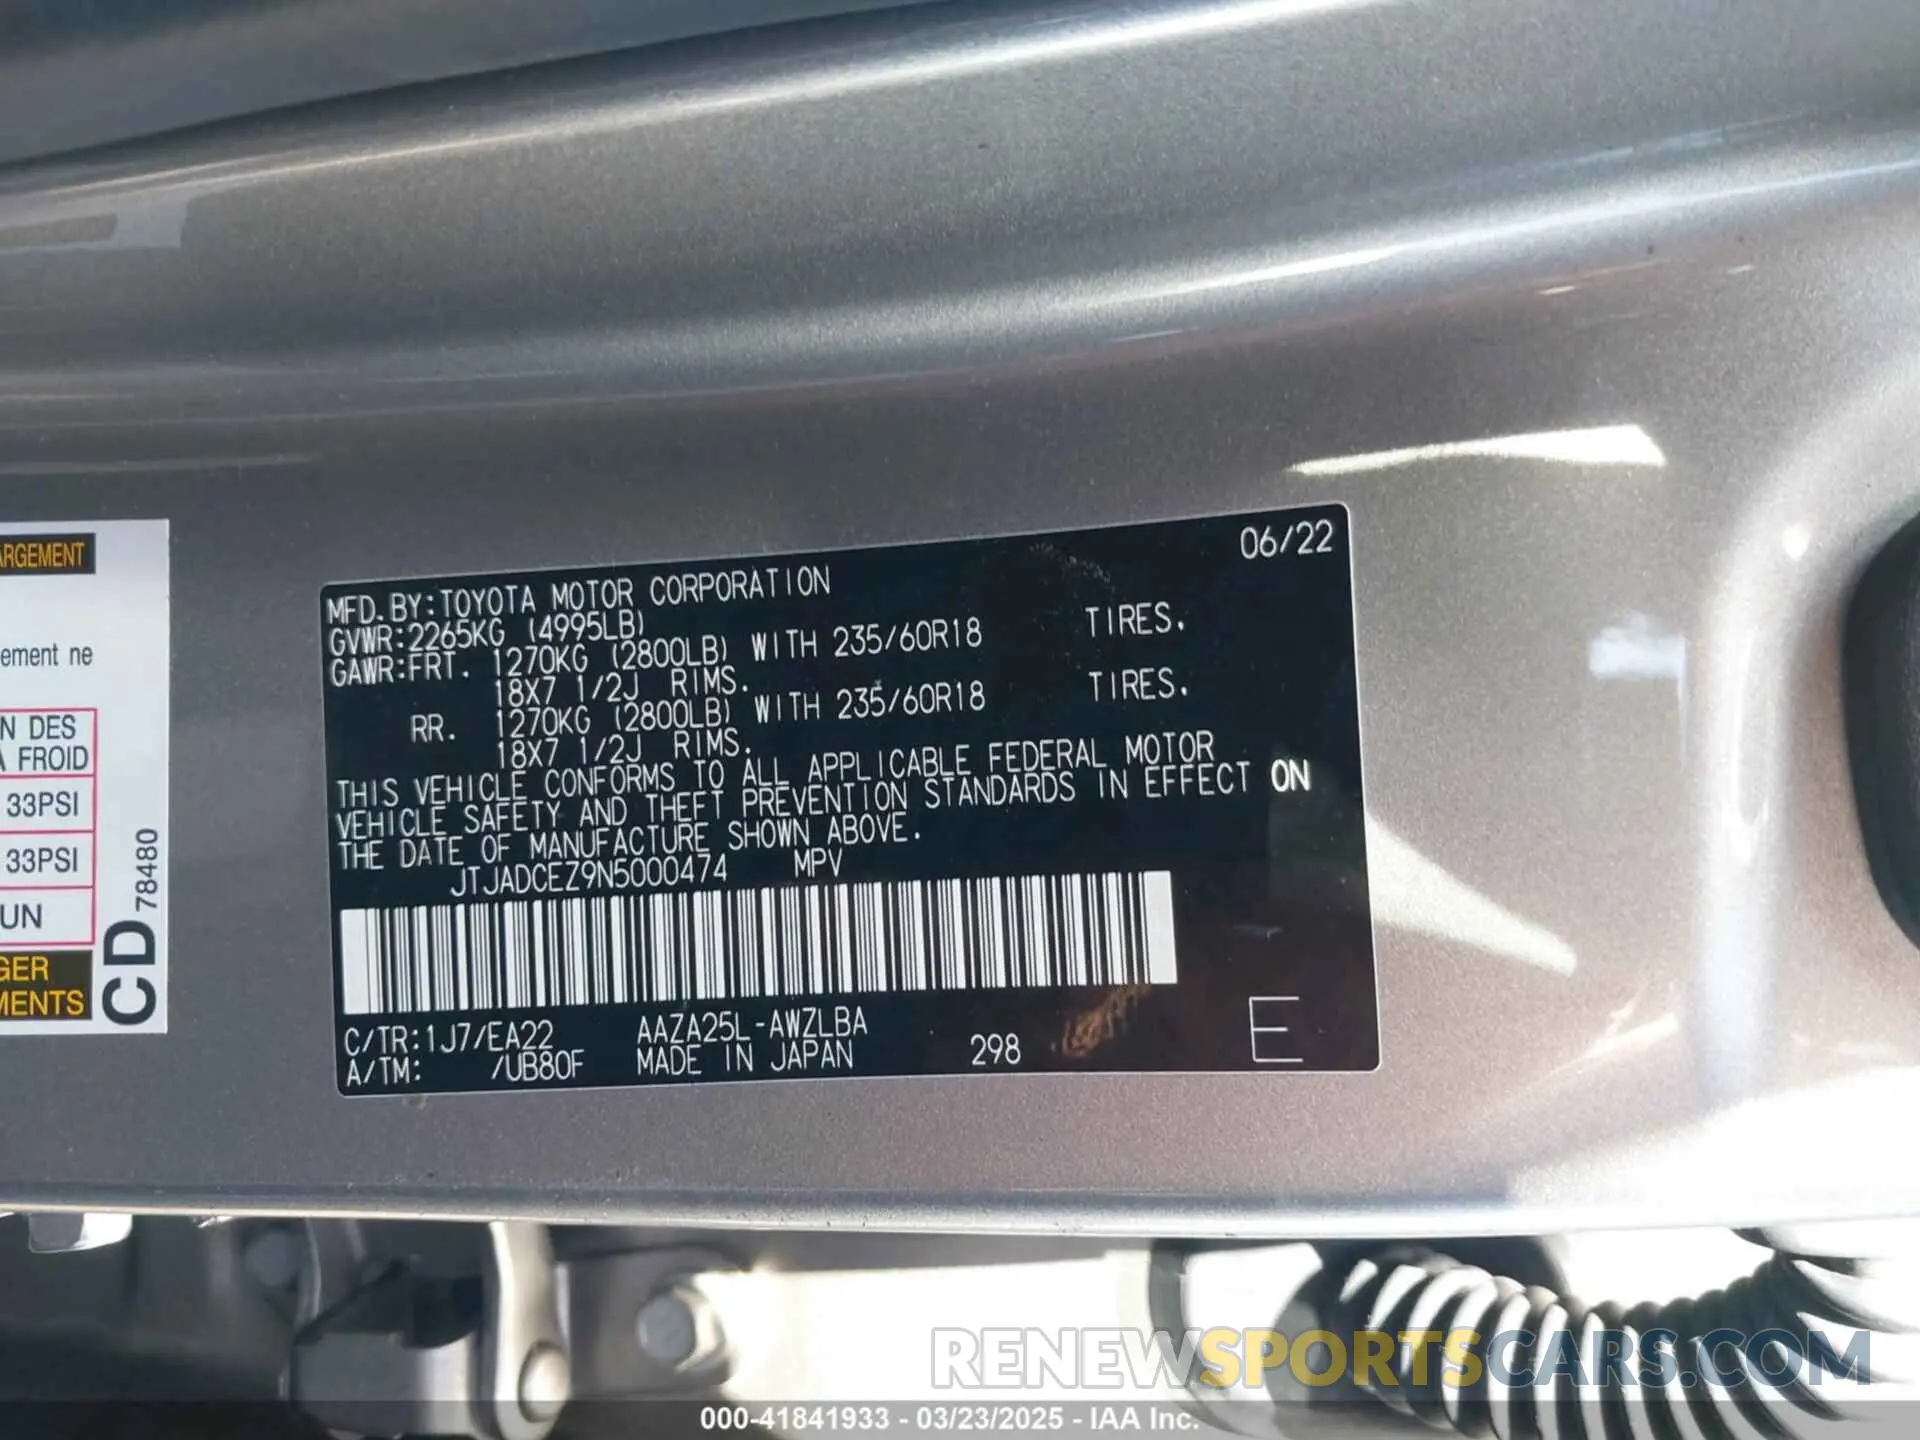 06/22
MFD.BY:TOYOTA MOTOR CORPORATION
GVWR:2265KG (4995LB)
GAWR:FRT. 1270KG (2800LB) WITH 235/60R18 TIRES.
18X7 1/2J RIMS.
RR. 1270KG (2800LB) WITH 235/60R18 TIRES.
18X7 1/2J RIMS.
THIS VEHICLE CONFORMS TO ALL APPLICABLE FEDERAL MOTOR
VEHICLE SAFETY AND THEFT PREVENTION STANDARDS IN EFFECT ON
THE DATE OF MANUFACTURE SHOWN ABOVE.
JTJADCEZ9N5000474 MPV
C/TR:1J7/EA22 AAZA25L-AWZLBA
A/TM: /UB80F MADE IN JAPAN 298 E
ARGEMENT
ement ne
N DES
A FROID
33PSI
33PSI
UN
GER
MENTS
CD 78480
RENEWSPORTSCARS.COM
000-41841933 - 03/23/2025 - IAA Inc.